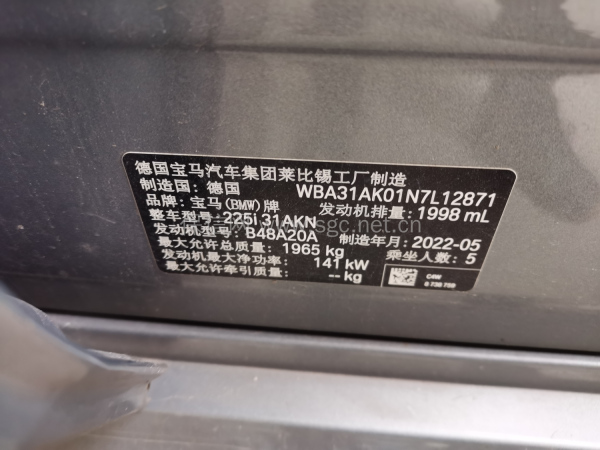 德国宝马汽车集团莱比锡工厂制造
制造国: 德国 WBA31AK01N7L12871
品牌: 宝马(BMW)牌 发动机排量: 1998 mL
整车型号: 225i 31AKN
发动机型号: B48A20A 制造年月: 2022-05
最大允许总质量: 1965 kg 乘坐人数: 5
发动机最大净功率: 141 kW
最大允许牵引质量: -- kg